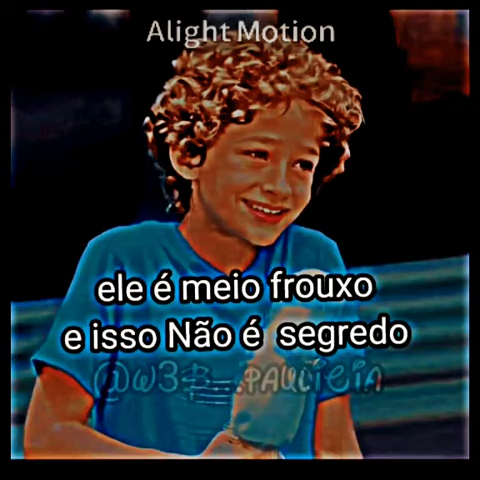 Alight Motion
ele é meio frouxo
e isso Não é segredo